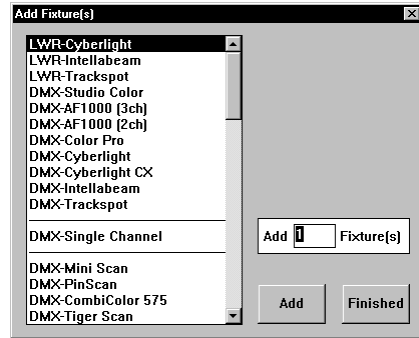 Add Fixture(s)
LWR-Cyberlight
LWR-Intellabeam
LWR-Trackspot
DMX-Studio Color
DMX-AF1000 (3ch)
DMX-AF1000 (2ch)
DMX-Color Pro
DMX-Cyberlight
DMX-Cyberlight CX
DMX-Intellabeam
DMX-Trackspot
DMX-Single Channel
DMX-Mini Scan
DMX-PinScan
DMX-CombiColor 575
DMX-Tiger Scan
Add 1 Fixture(s)
Add Finished